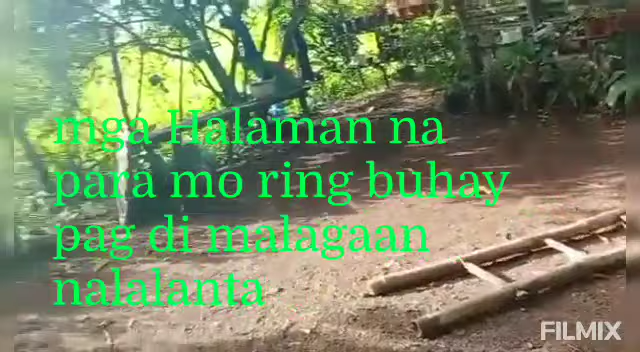 mga Halaman na
para mo ring buhay
pag di malagaan
nalalanta
FILMIX